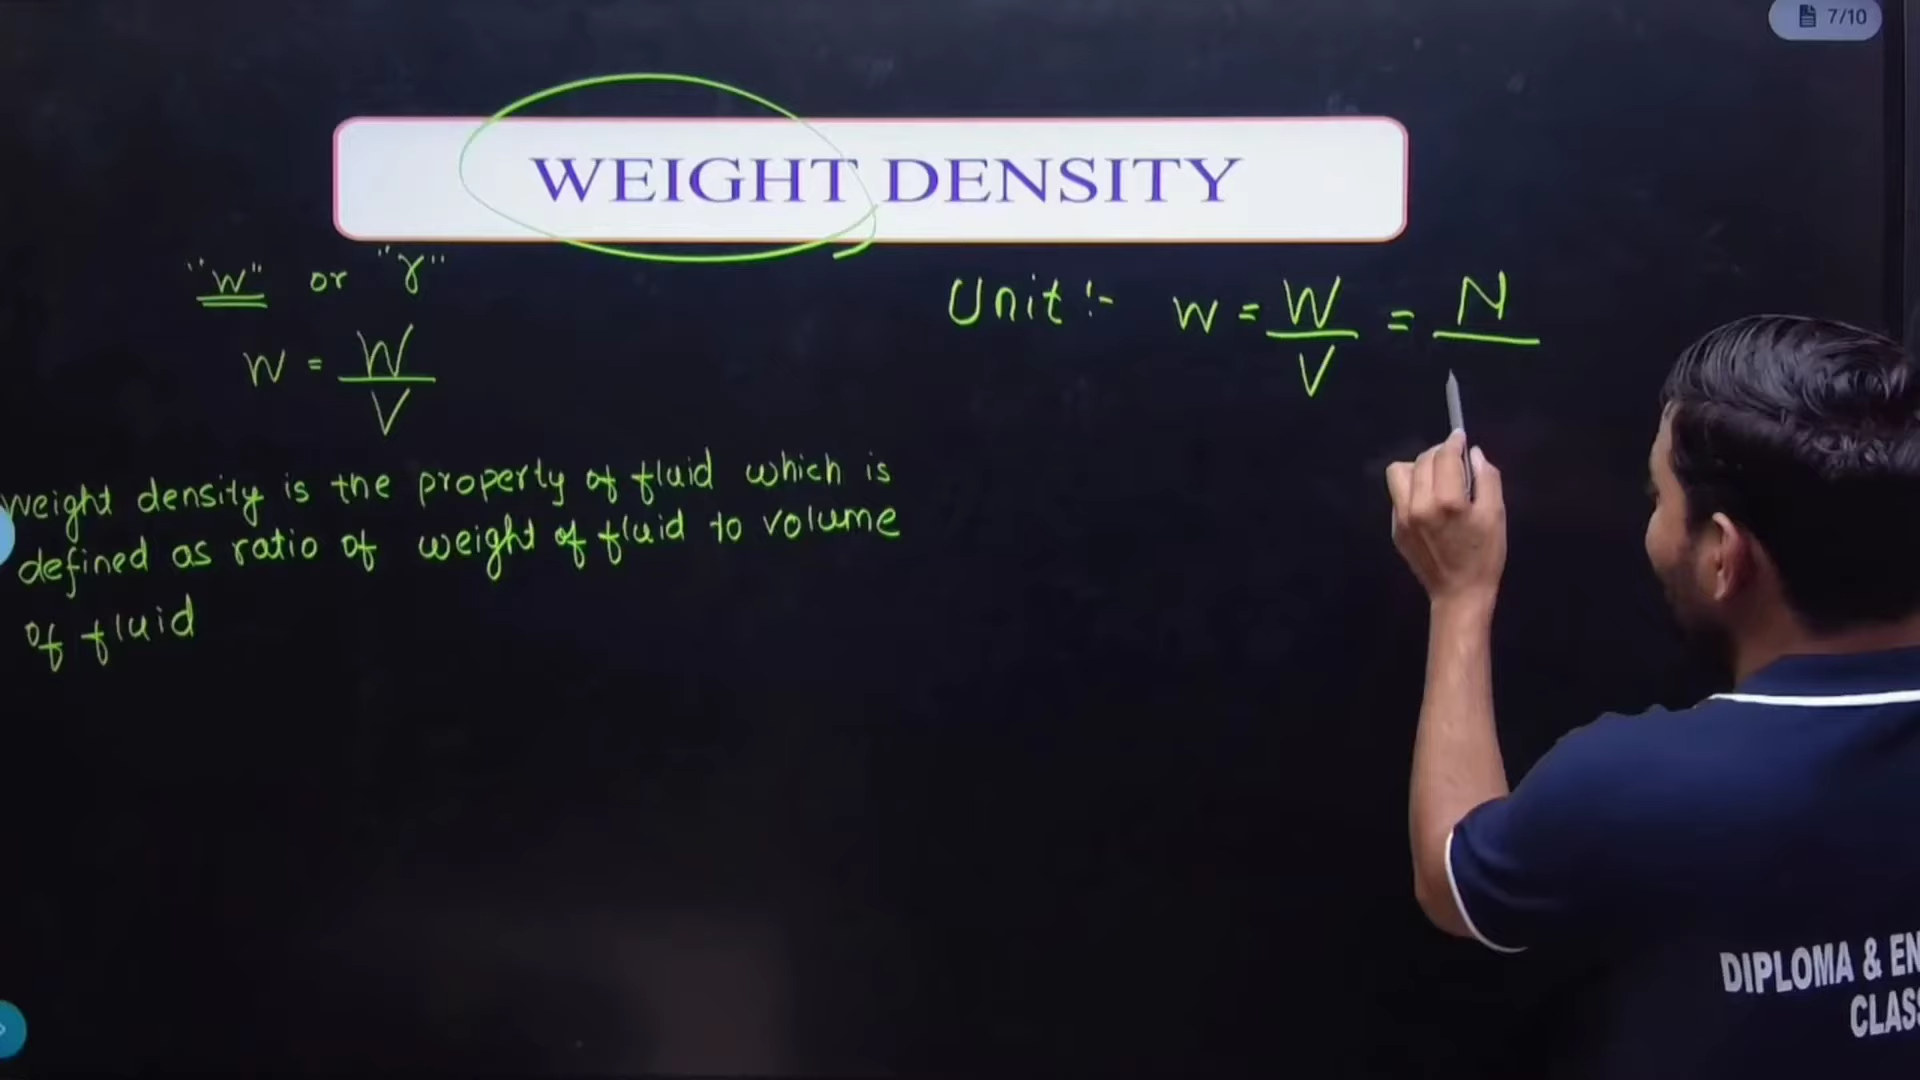 7/10
WEIGHT DENSITY
"w" or "γ"
w = W/V
weight density is the property of fluid which is
defined as ratio of weight of fluid to volume
of fluid
Unit :- w = W/V = N
DIPLOMA & EN
CLASS